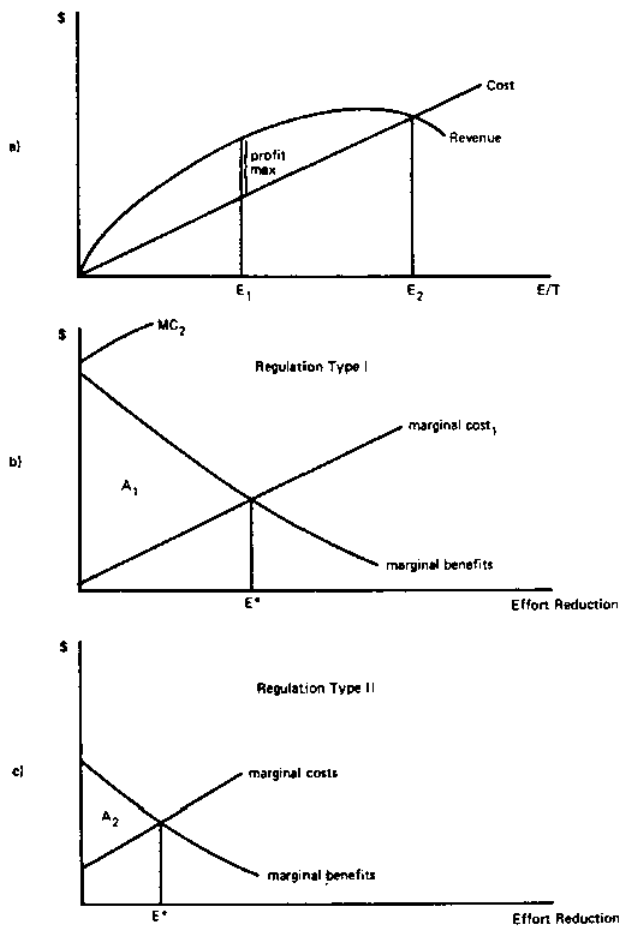 $
Cost
a)
profit
max
Revenue
E₁
E₂
E/T
$
MC₂
Regulation Type I
marginal cost₁
b)
A₁
marginal benefits
E*
Effort Reduction
$
Regulation Type II
c)
marginal costs
A₂
marginal benefits
E*
Effort Reduction